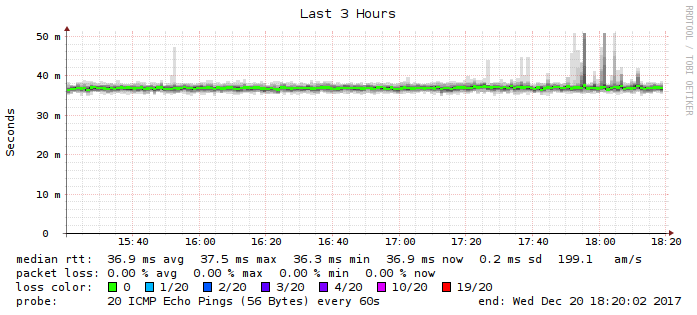 Last 3 Hours
RRDTOOL / TOBI OETIKER
Seconds
50 m
40 m
30 m
20 m
10 m
0
15:40 16:00 16:20 16:40 17:00 17:20 17:40 18:00 18:20
median rtt: 36.9 ms avg 37.5 ms max 36.3 ms min 36.9 ms now 0.2 ms sd 199.1 am/s
packet loss: 0.00 % avg 0.00 % max 0.00 % min 0.00 % now
loss color: 0 1/20 2/20 3/20 4/20 10/20 19/20
probe: 20 ICMP Echo Pings (56 Bytes) every 60s end: Wed Dec 20 18:20:02 2017